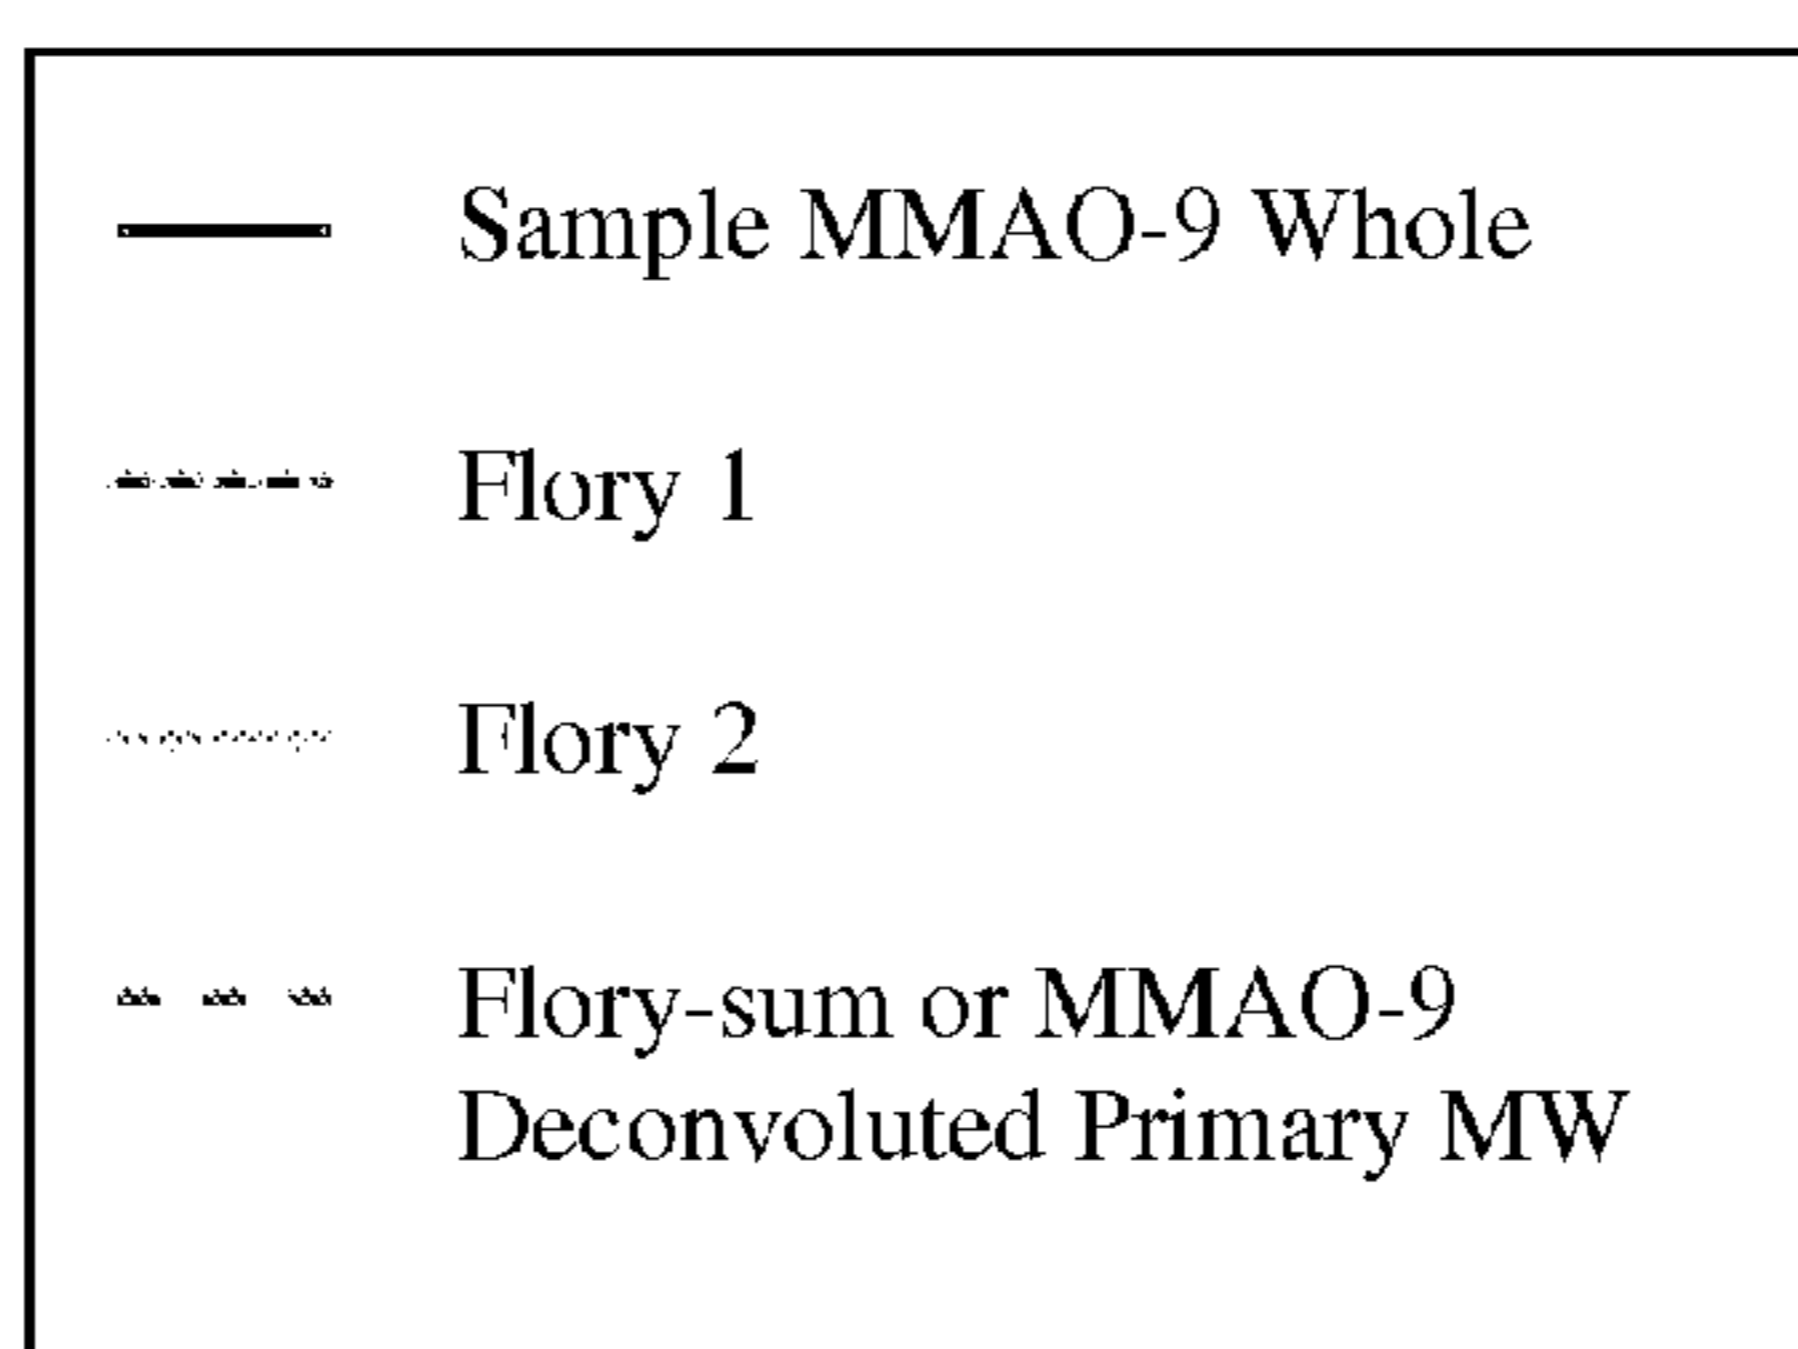 Sample MMAO-9 Whole
Flory 1
Flory 2
Flory-sum or MMAO-9
Deconvoluted Primary MW